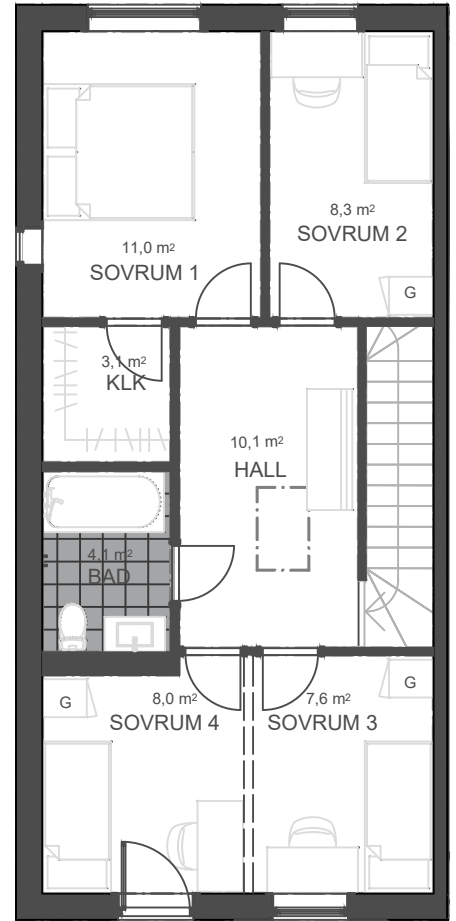 8,3 m²
SOVRUM 2
11,0 m²
SOVRUM 1
G
3,1 m²
KLK
10,1 m²
HALL
4,1 m²
BAD
G
8,0 m²
SOVRUM 4
7,6 m²
SOVRUM 3
G